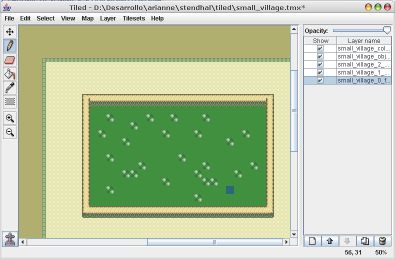 Tiled - D:\Desarrollo\arianne\stendhal\tiled\small_village.tmx*
File Edit Select View Map Layer Tilesets Help
Opacity:
Show Layer name
small_village_col...
small_village_obj...
small_village_2_...
small_village_1_...
small_village_0_f...
56, 31 50%